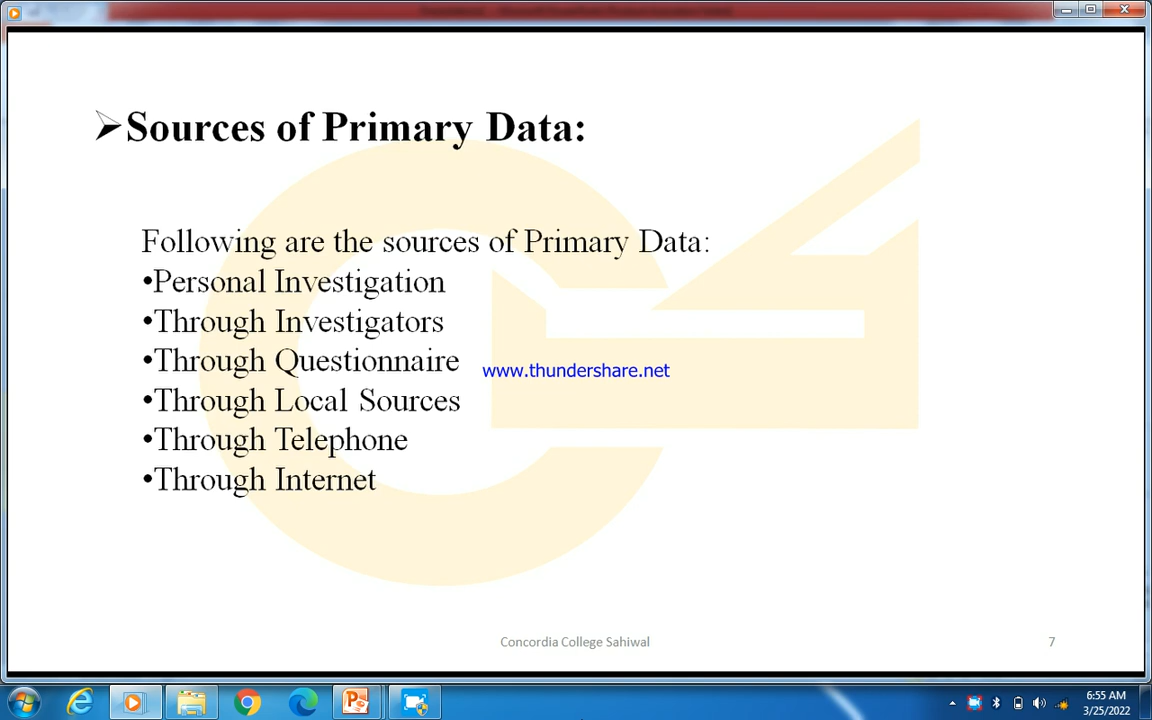 ➢Sources of Primary Data:
Following are the sources of Primary Data:
•Personal Investigation
•Through Investigators
•Through Questionnaire
www.thundershare.net
•Through Local Sources
•Through Telephone
•Through Internet
Concordia College Sahiwal
7
6:55 AM
3/25/2022